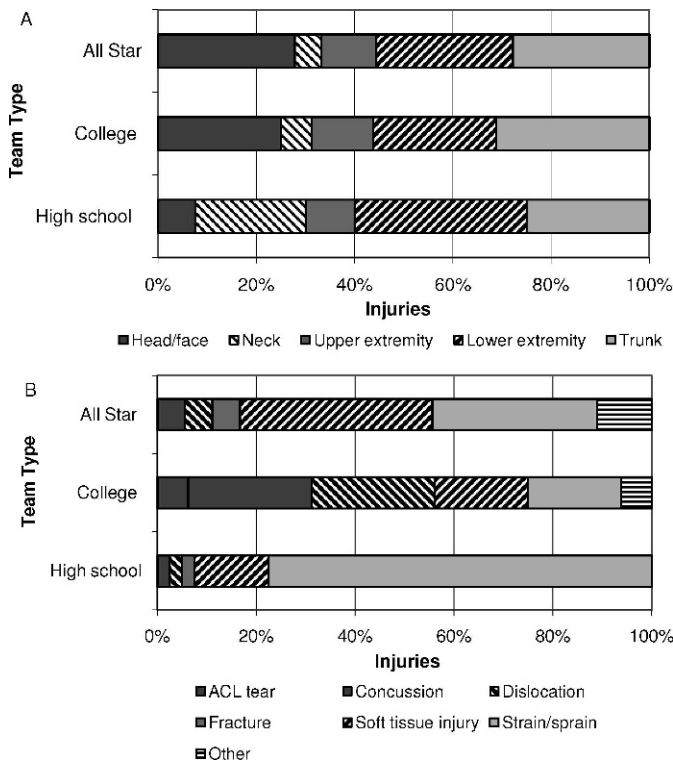 A
Team Type
All Star
College
High school
0% 20% 40% 60% 80% 100%
Injuries
Head/face Neck Upper extremity Lower extremity Trunk
B
Team Type
All Star
College
High school
0% 20% 40% 60% 80% 100%
Injuries
ACL tear Concussion Dislocation
Fracture Soft tissue injury Strain/sprain
Other